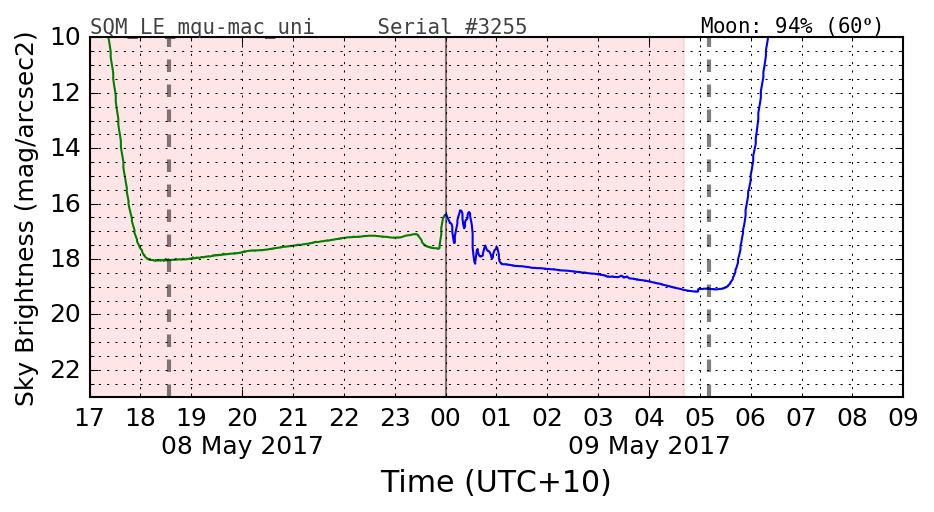 SQM_LE_mqu-mac_uni Serial #3255 Moon: 94% (60º)
Sky Brightness (mag/arcsec2)
10
12
14
16
18
20
22
17 18 19 20 21 22 23 00 01 02 03 04 05 06 07 08 09
08 May 2017 09 May 2017
Time (UTC+10)